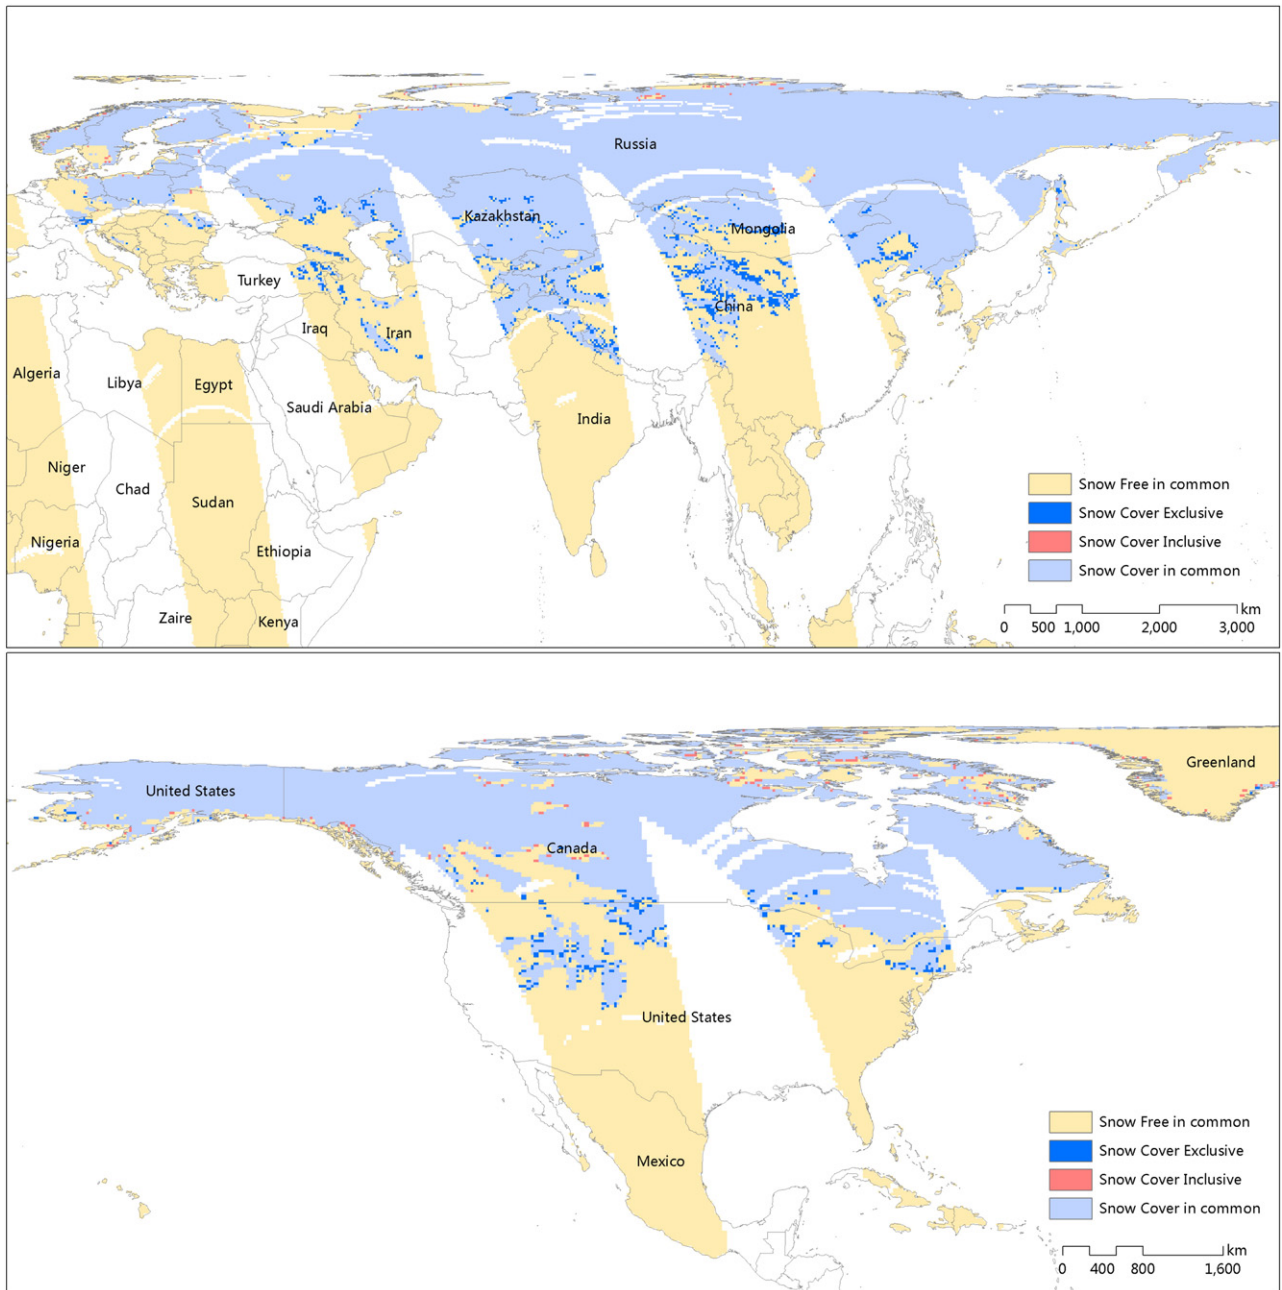 Russia
Kazakhstan
Mongolia
Turkey
China
Iraq
Iran
Algeria
Libya
Egypt
Saudi Arabia
India
Niger
Chad
Sudan
Nigeria
Ethiopia
Zaire
Kenya
Snow Free in common
Snow Cover Exclusive
Snow Cover Inclusive
Snow Cover in common
km
0 500 1,000 2,000 3,000
Greenland
United States
Canada
United States
Mexico
Snow Free in common
Snow Cover Exclusive
Snow Cover Inclusive
Snow Cover in common
km
0 400 800 1,600